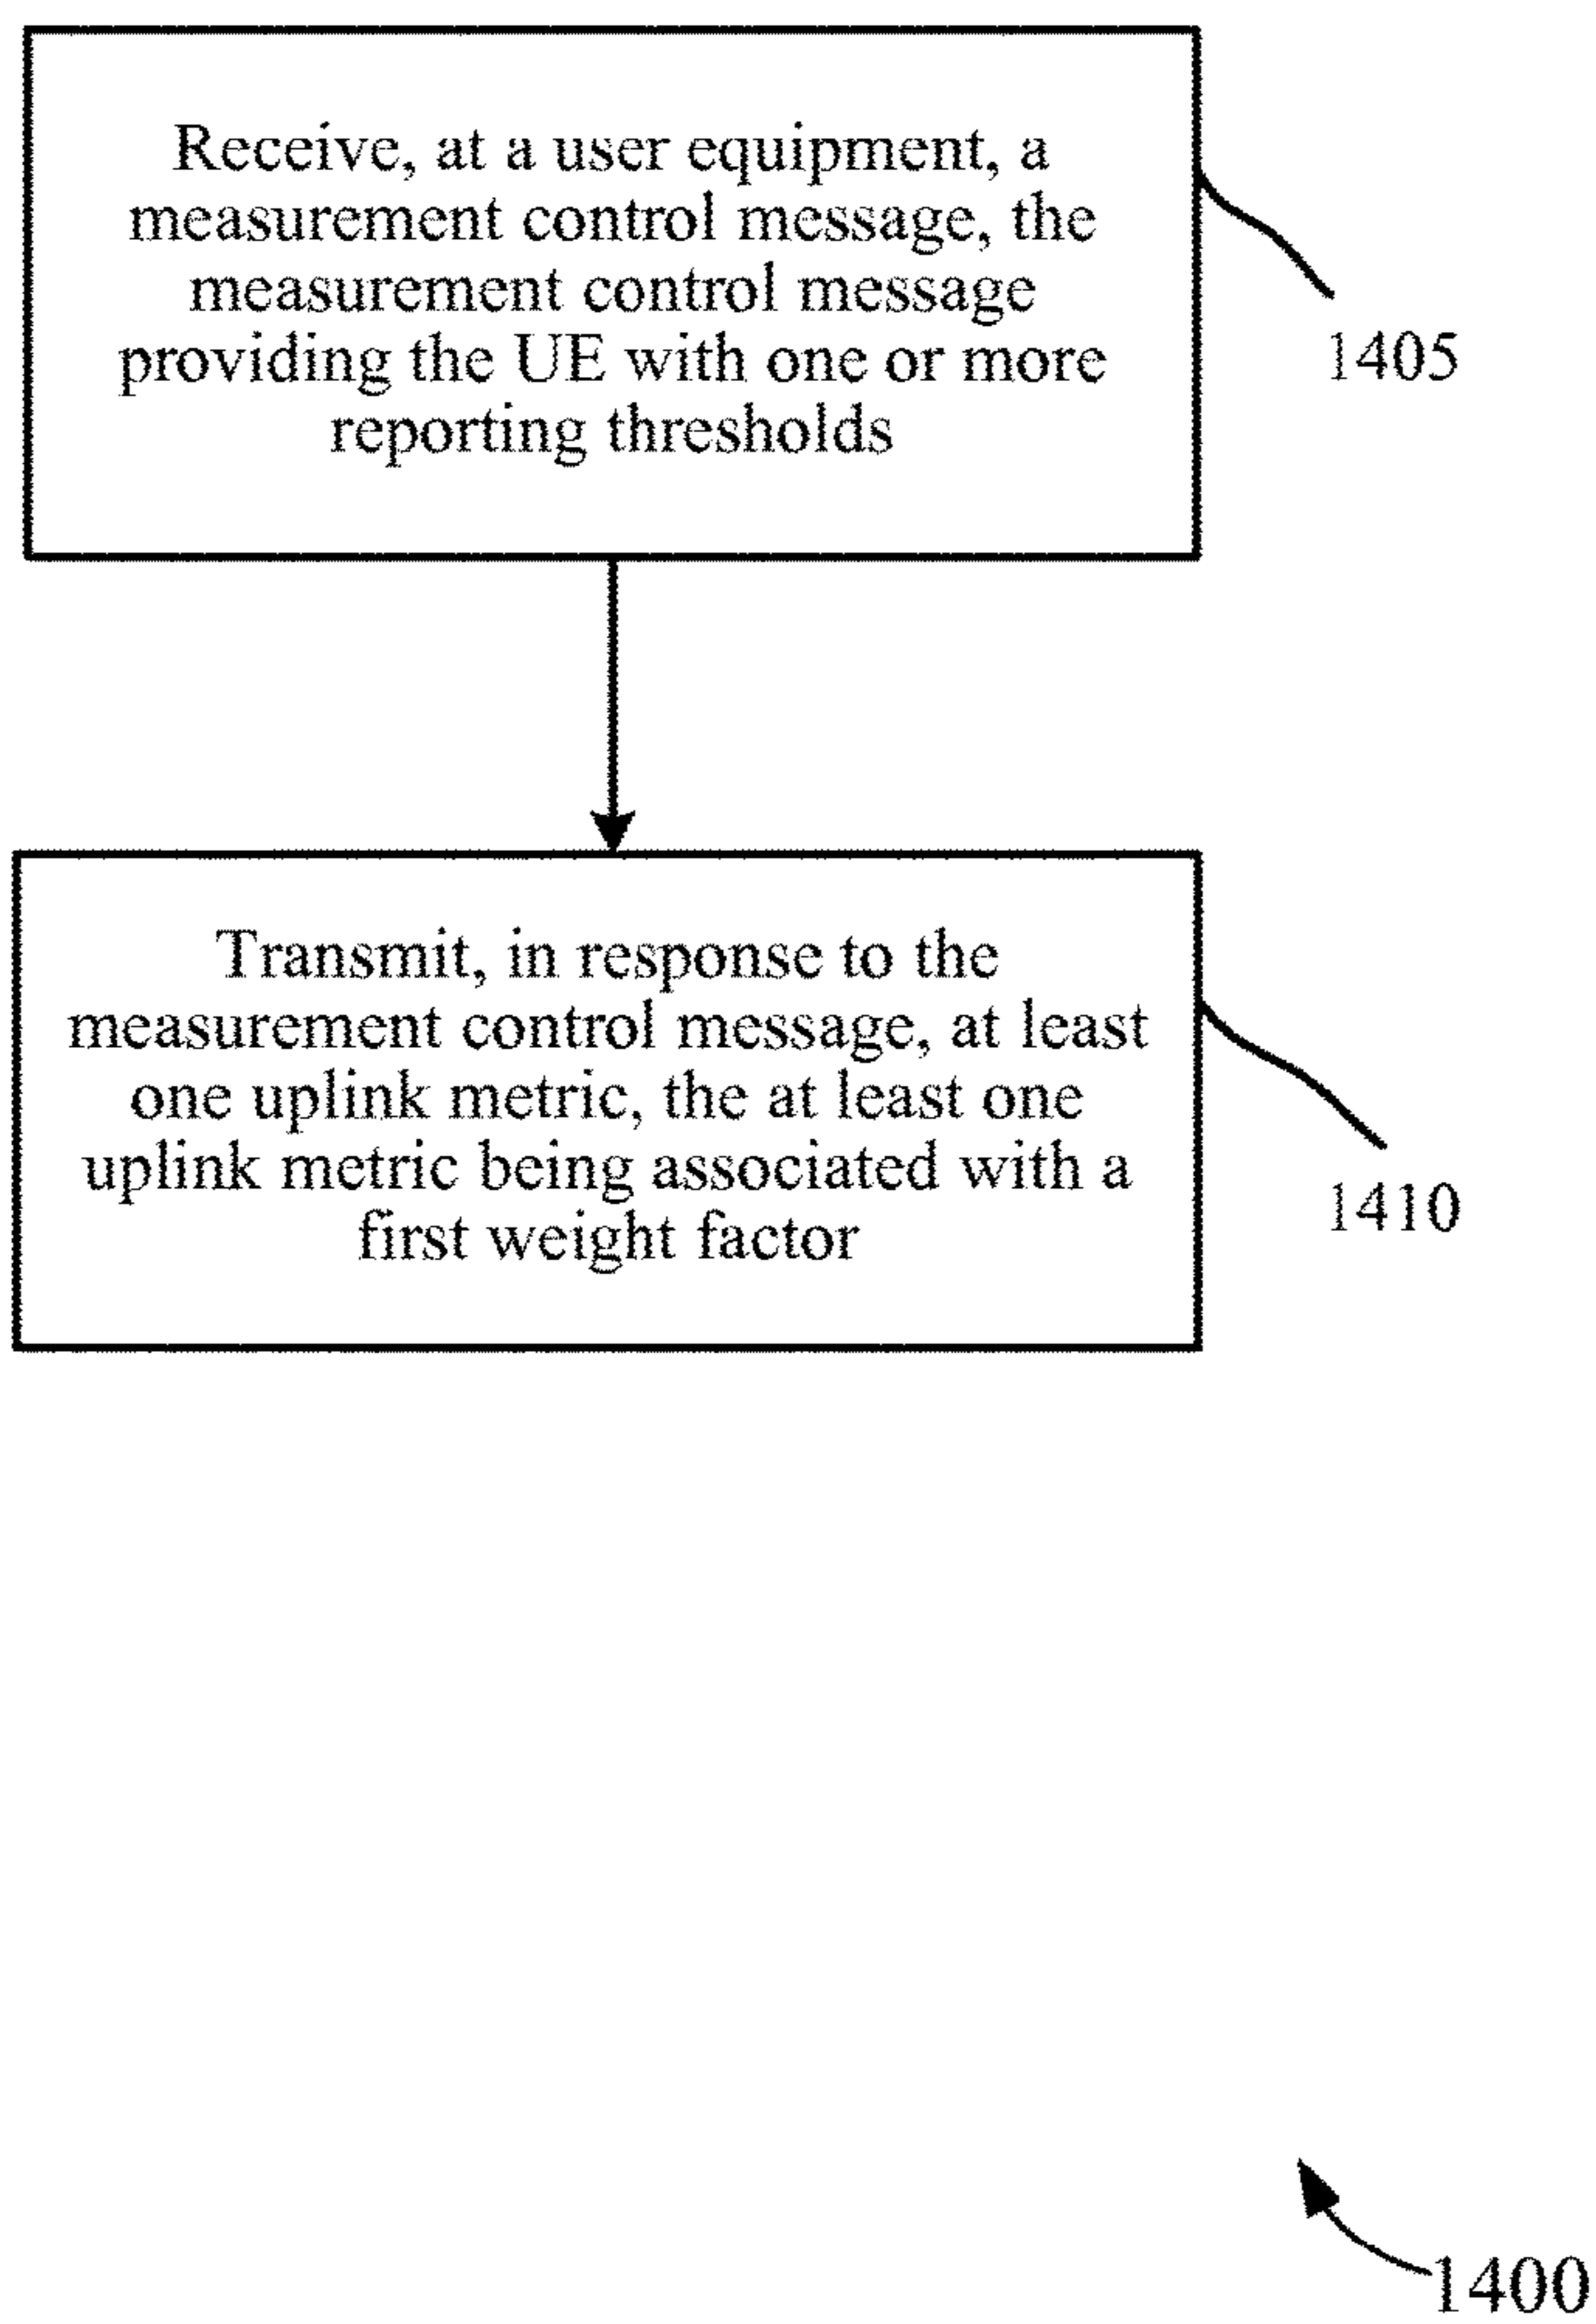 Receive, at a user equipment, a
measurement control message, the
measurement control message
providing the UE with one or more
reporting thresholds
1405
Transmit, in response to the
measurement control message, at least
one uplink metric, the at least one
uplink metric being associated with a
first weight factor
1410
1400